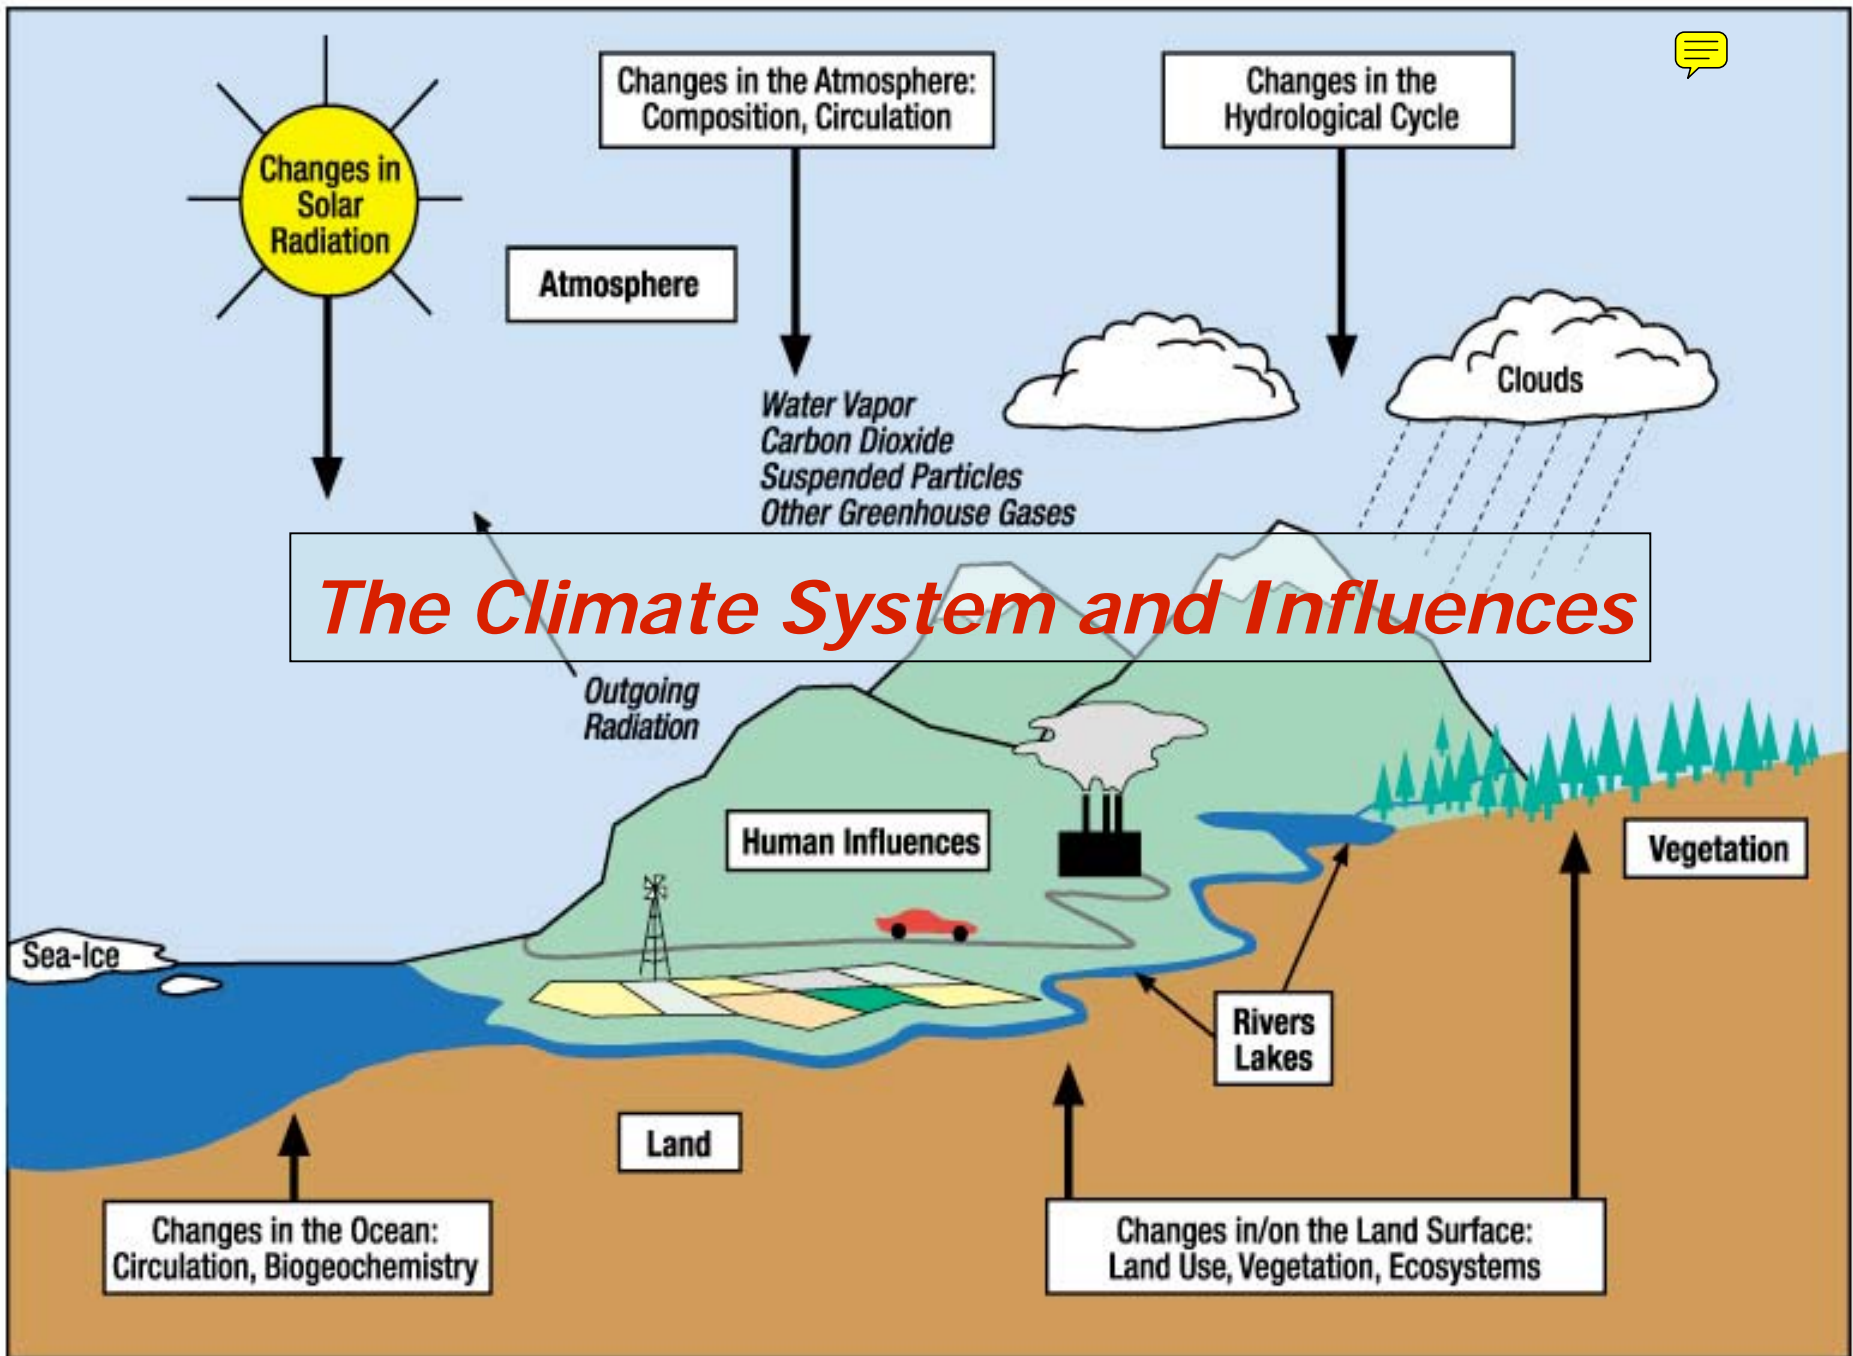 Changes in the Atmosphere:
Composition, Circulation
Changes in the
Hydrological Cycle
Changes in
Solar
Radiation
Atmosphere
Clouds
Water Vapor
Carbon Dioxide
Suspended Particles
Other Greenhouse Gases
The Climate System and Influences
Outgoing
Radiation
Human Influences
Vegetation
Sea-Ice
Rivers
Lakes
Land
Changes in the Ocean:
Circulation, Biogeochemistry
Changes in/on the Land Surface:
Land Use, Vegetation, Ecosystems